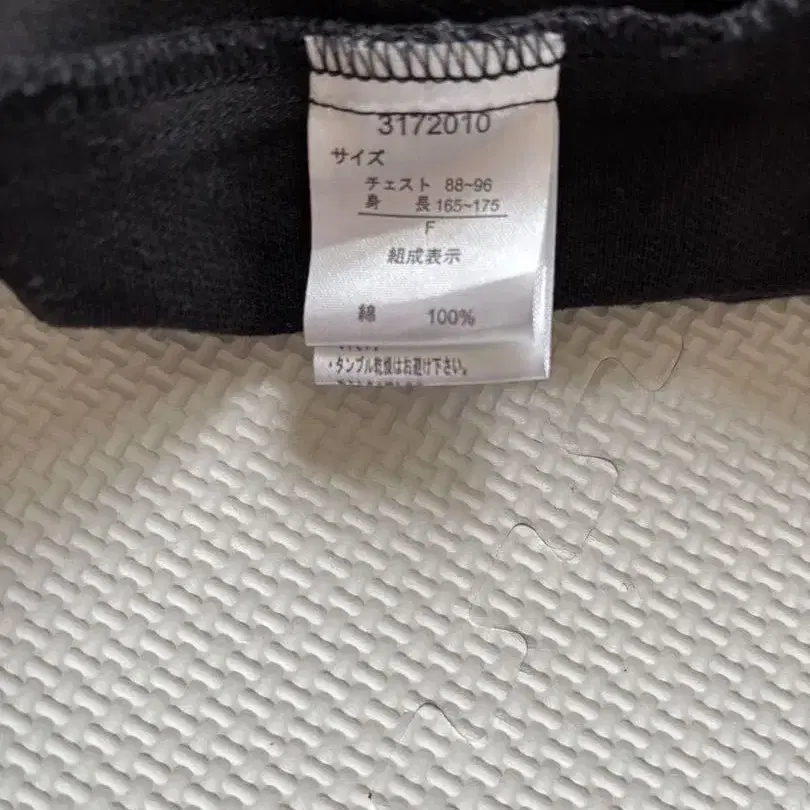 3172010
サイズ
チェスト 88~96
身 長 165~175
F
組成表示
綿 100%
・タンブル乾燥はお避け下さい。